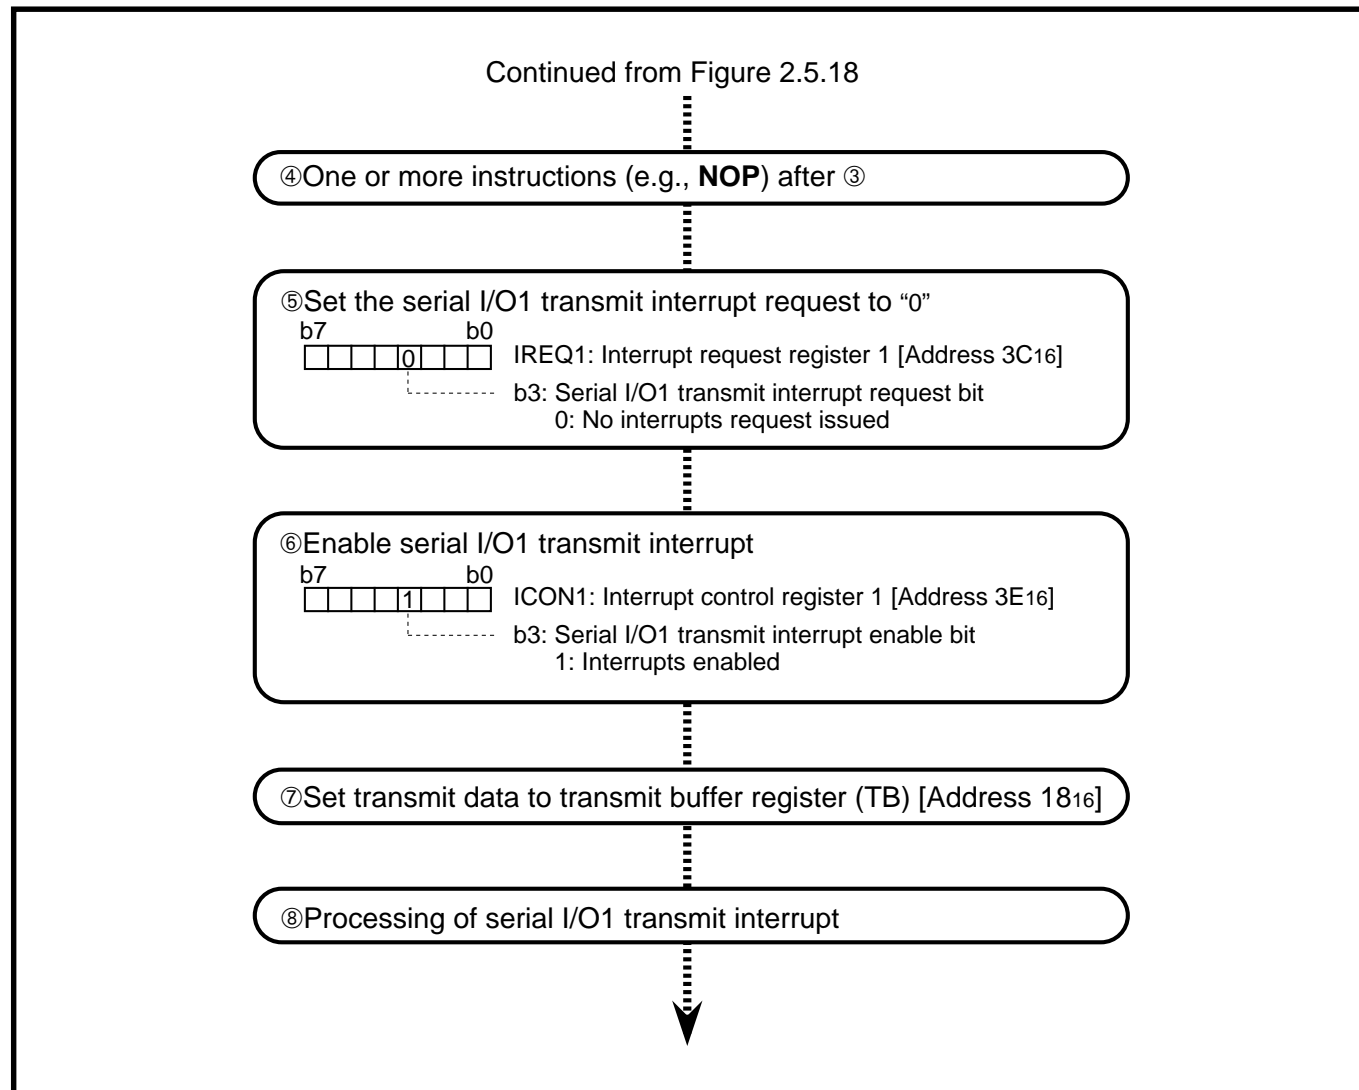 Continued from Figure 2.5.18
④One or more instructions (e.g., NOP) after ③
⑤Set the serial I/O1 transmit interrupt request to “0”
b7 b0
0 IREQ1: Interrupt request register 1 [Address 3C16]
b3: Serial I/O1 transmit interrupt request bit
0: No interrupts request issued
⑥Enable serial I/O1 transmit interrupt
b7 b0
1 ICON1: Interrupt control register 1 [Address 3E16]
b3: Serial I/O1 transmit interrupt enable bit
1: Interrupts enabled
⑦Set transmit data to transmit buffer register (TB) [Address 1816]
⑧Processing of serial I/O1 transmit interrupt